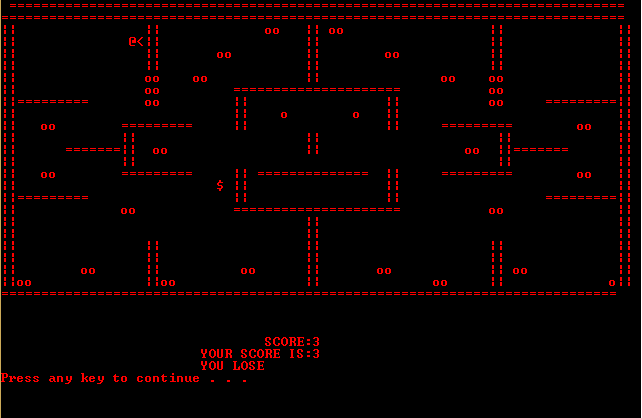 SCORE:3
YOUR SCORE IS:3
YOU LOSE
Press any key to continue . . .